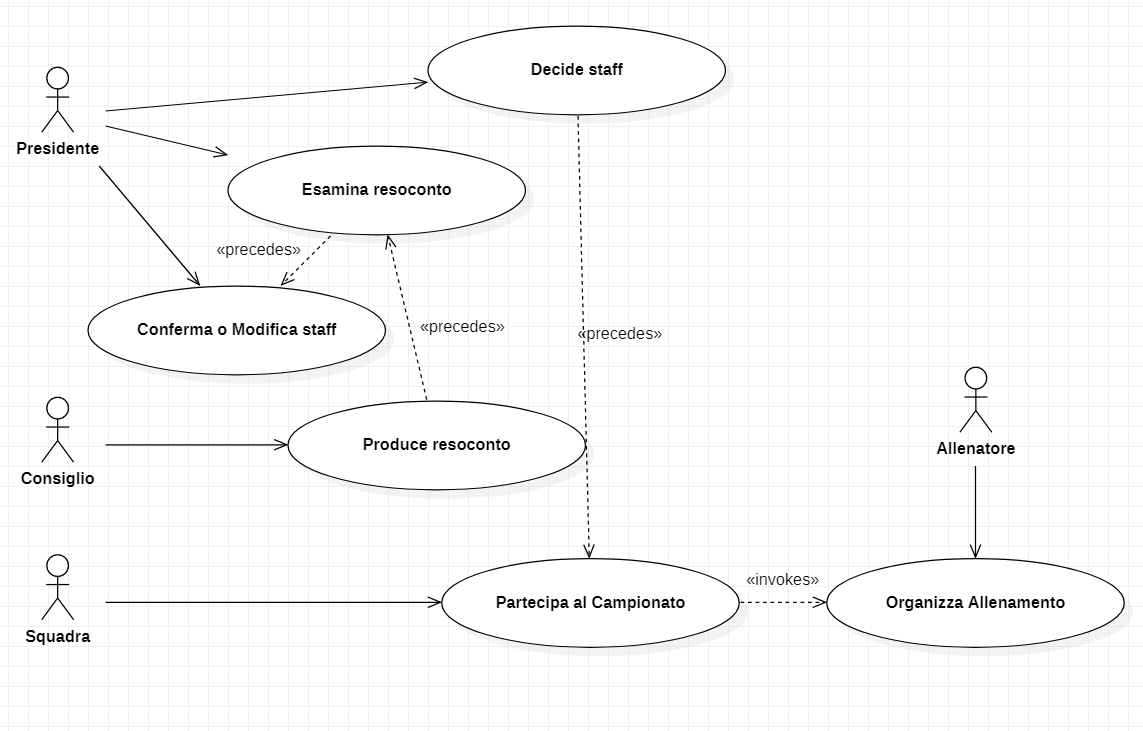 Decide staff
Presidente
Esamina resoconto
«precedes»
Conferma o Modifica staff
«precedes»
«precedes»
Consiglio
Produce resoconto
Allenatore
Squadra
Partecipa al Campionato
«invokes»
Organizza Allenamento